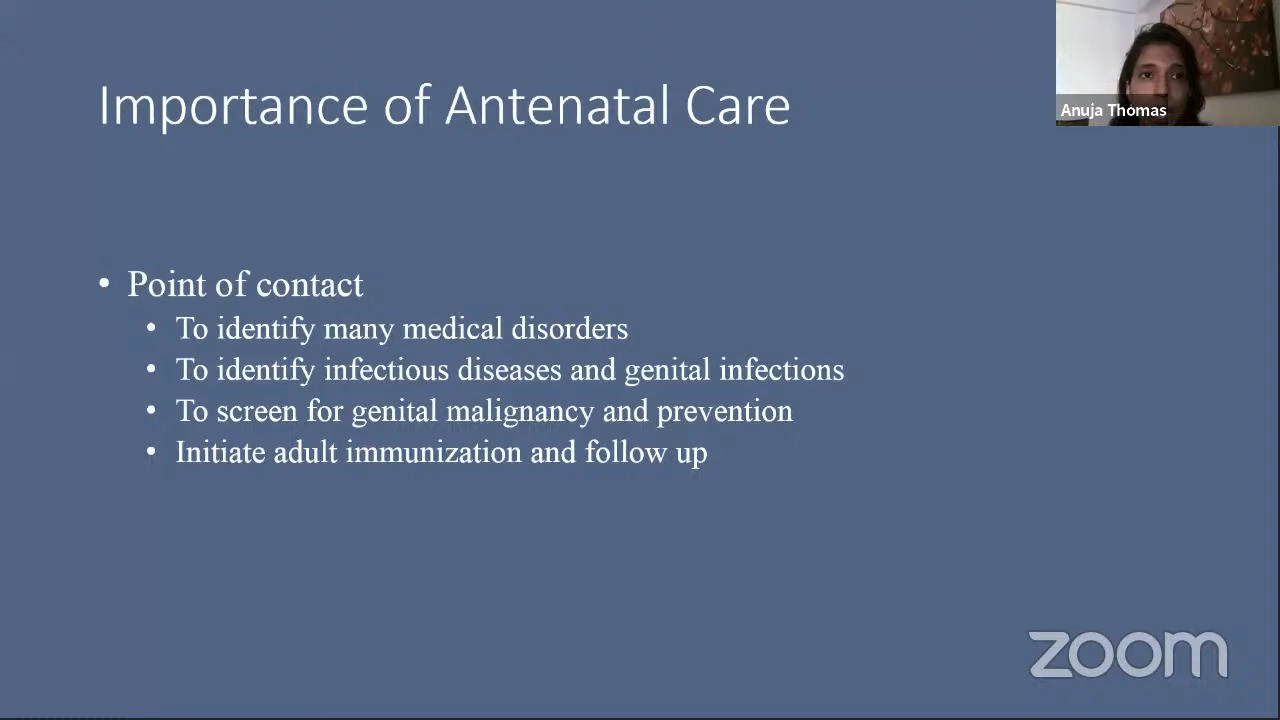 Importance of Antenatal Care
Anuja Thomas
• Point of contact
• To identify many medical disorders
• To identify infectious diseases and genital infections
• To screen for genital malignancy and prevention
• Initiate adult immunization and follow up
zoom